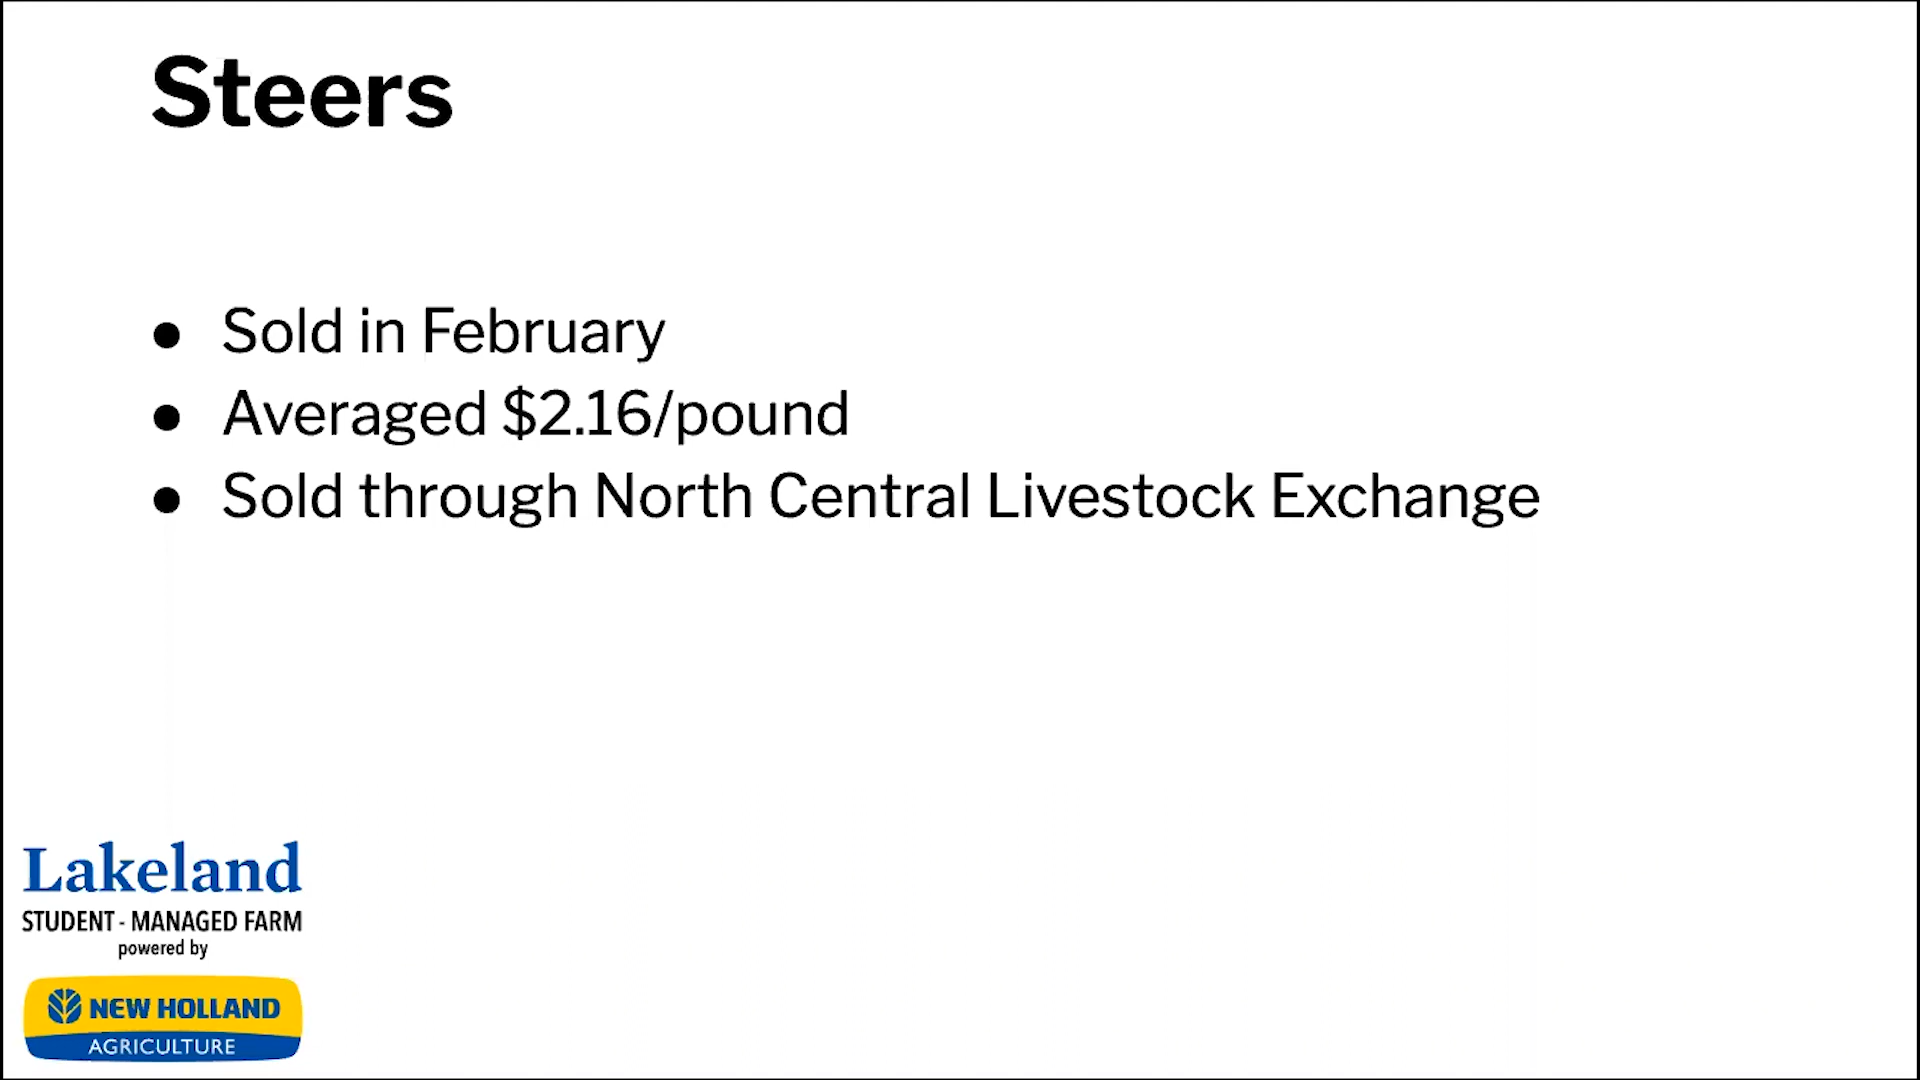 Steers
● Sold in February
● Averaged $2.16/pound
● Sold through North Central Livestock Exchange
Lakeland
STUDENT - MANAGED FARM
powered by
NEW HOLLAND
AGRICULTURE